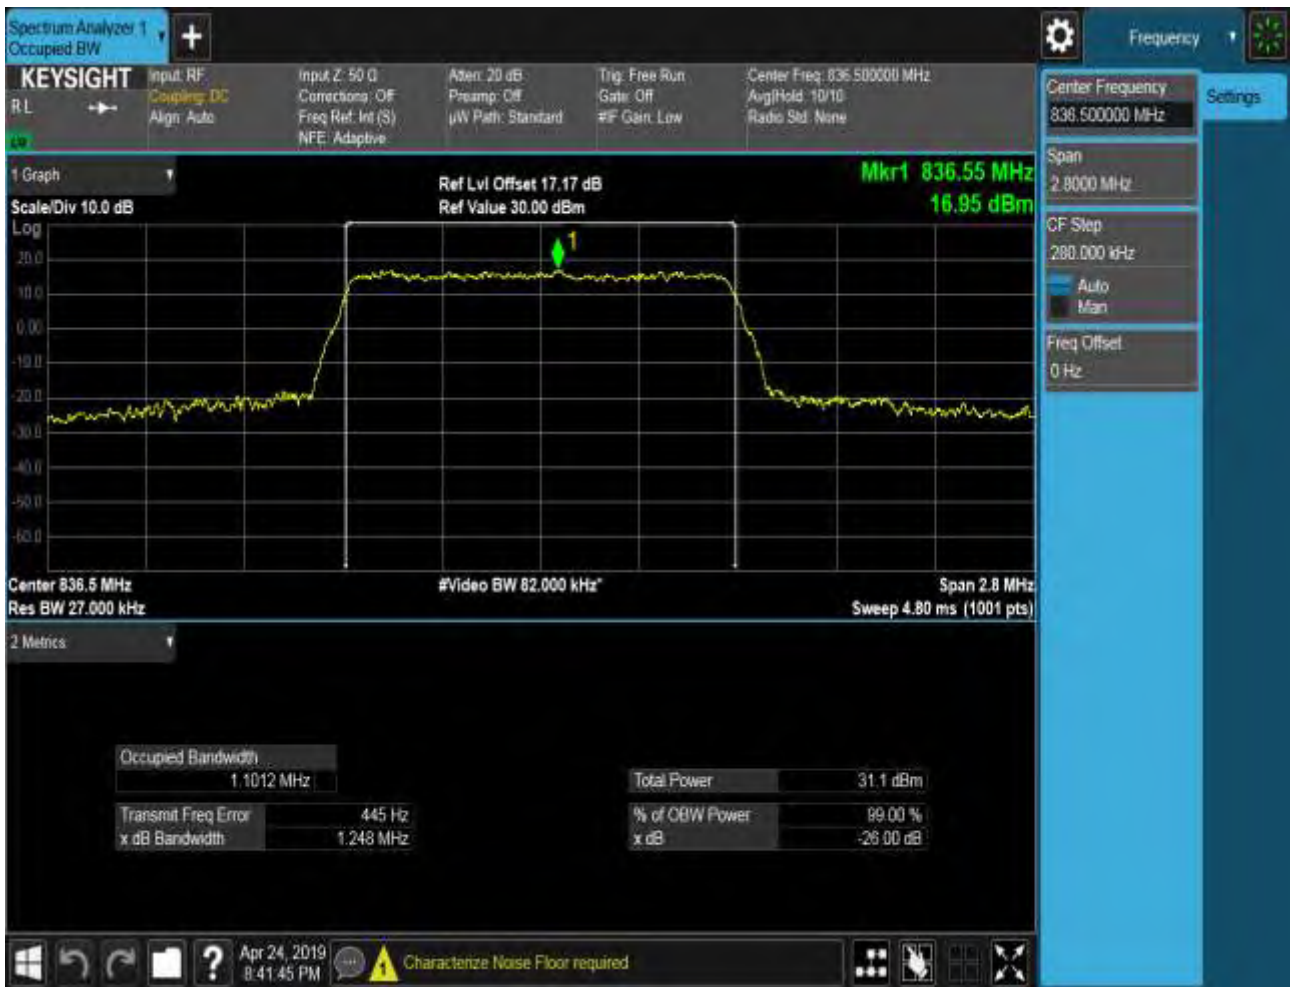 Spectrum Analyzer 1
Occupied BW
Frequency
KEYSIGHT
R L
Input: RF
Coupling: DC
Align: Auto
Input Z: 50 Ω
Corrections: Off
Freq Ref: Int (S)
NFE: Adaptive
Atten: 20 dB
Preamp: Off
µW Path: Standard
Trig: Free Run
Gate: Off
#IF Gain: Low
Center Freq: 836.500000 MHz
Avg|Hold: 10/10
Radio Std: None
Center Frequency
836.500000 MHz
Settings
Span
2.8000 MHz
CF Step
280.000 kHz
Auto
Man
Freq Offset
0 Hz
1 Graph
Scale/Div 10.0 dB
Ref Lvl Offset 17.17 dB
Ref Value 30.00 dBm
Mkr1 836.55 MHz
16.95 dBm
Log
20.0
10.0
0.00
-10.0
-20.0
-30.0
-40.0
-50.0
-60.0
1
Center 836.5 MHz
#Video BW 82.000 kHz*
Span 2.8 MHz
Res BW 27.000 kHz
Sweep 4.80 ms (1001 pts)
2 Metrics
Occupied Bandwidth
1.1012 MHz
Total Power 31.1 dBm
Transmit Freq Error 445 Hz
% of OBW Power 99.00 %
x dB Bandwidth 1.248 MHz
x dB -26.00 dB
?
Apr 24, 2019
8:41:45 PM
1
Characterize Noise Floor required